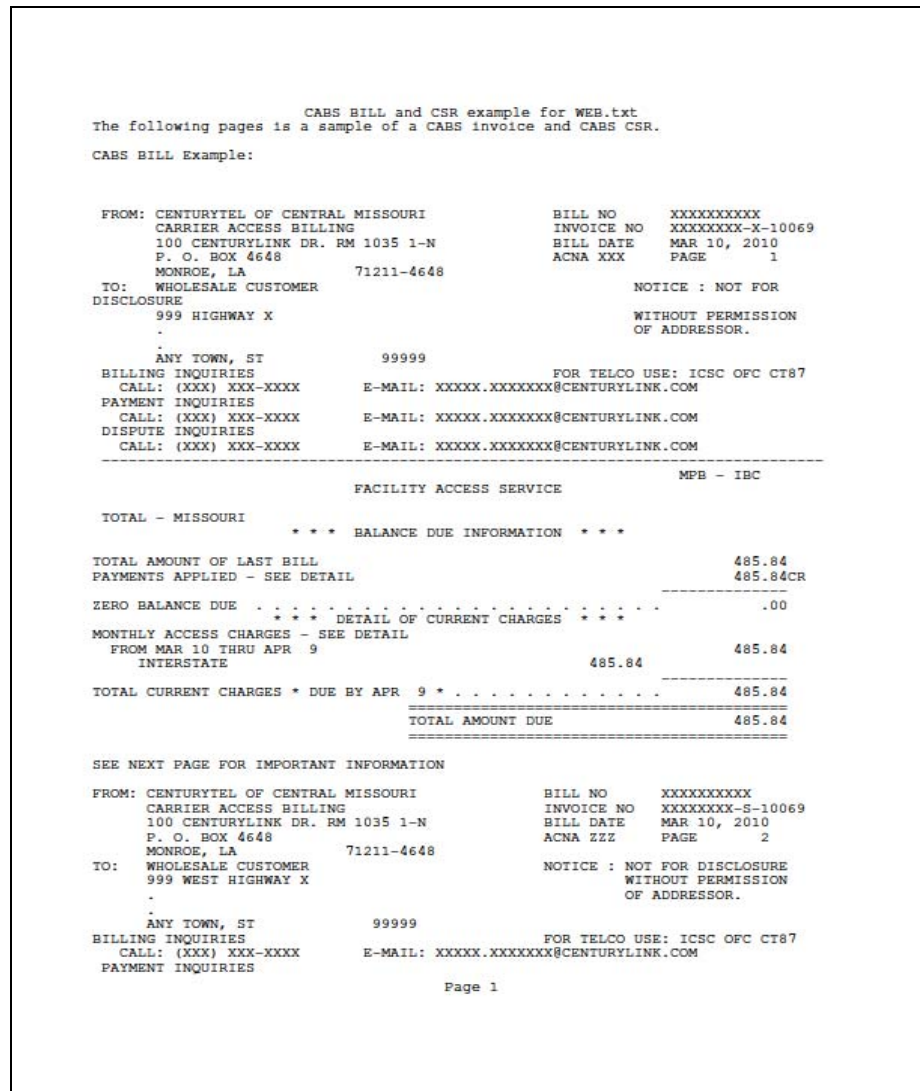 CABS BILL and CSR example for WEB.txt
The following pages is a sample of a CABS invoice and CABS CSR.
CABS BILL Example:
FROM: CENTURYTEL OF CENTRAL MISSOURI BILL NO XXXXXXXXXX
CARRIER ACCESS BILLING INVOICE NO XXXXXXXX-X-10069
100 CENTURYLINK DR. RM 1035 1-N BILL DATE MAR 10, 2010
P. O. BOX 4648 ACNA XXX PAGE 1
MONROE, LA 71211-4648
TO: WHOLESALE CUSTOMER NOTICE : NOT FOR
DISCLOSURE
999 HIGHWAY X WITHOUT PERMISSION
. OF ADDRESSOR.
.
ANY TOWN, ST 99999
BILLING INQUIRIES FOR TELCO USE: ICSC OFC CT87
CALL: (XXX) XXX-XXXX E-MAIL: XXXXX.XXXXXXX@CENTURYLINK.COM
PAYMENT INQUIRIES
CALL: (XXX) XXX-XXXX E-MAIL: XXXXX.XXXXXXX@CENTURYLINK.COM
DISPUTE INQUIRIES
CALL: (XXX) XXX-XXXX E-MAIL: XXXXX.XXXXXXX@CENTURYLINK.COM
--------------------------------------------------------------------------------
MPB - IBC
FACILITY ACCESS SERVICE
TOTAL - MISSOURI
* * * BALANCE DUE INFORMATION * * *
TOTAL AMOUNT OF LAST BILL 485.84
PAYMENTS APPLIED - SEE DETAIL 485.84CR
--------------
ZERO BALANCE DUE . . . . . . . . . . . . . . . . . . . . . . . .00
* * * DETAIL OF CURRENT CHARGES * * *
MONTHLY ACCESS CHARGES - SEE DETAIL
FROM MAR 10 THRU APR 9 485.84
INTERSTATE 485.84
--------------
TOTAL CURRENT CHARGES * DUE BY APR 9 * . . . . . . . . . . . . 485.84
==========================================
TOTAL AMOUNT DUE 485.84
==========================================
SEE NEXT PAGE FOR IMPORTANT INFORMATION
FROM: CENTURYTEL OF CENTRAL MISSOURI BILL NO XXXXXXXXXX
CARRIER ACCESS BILLING INVOICE NO XXXXXXXX-S-10069
100 CENTURYLINK DR. RM 1035 1-N BILL DATE MAR 10, 2010
P. O. BOX 4648 ACNA ZZZ PAGE 2
MONROE, LA 71211-4648
TO: WHOLESALE CUSTOMER NOTICE : NOT FOR DISCLOSURE
999 WEST HIGHWAY X WITHOUT PERMISSION
. OF ADDRESSOR.
.
ANY TOWN, ST 99999
BILLING INQUIRIES FOR TELCO USE: ICSC OFC CT87
CALL: (XXX) XXX-XXXX E-MAIL: XXXXX.XXXXXXX@CENTURYLINK.COM
PAYMENT INQUIRIES
Page 1